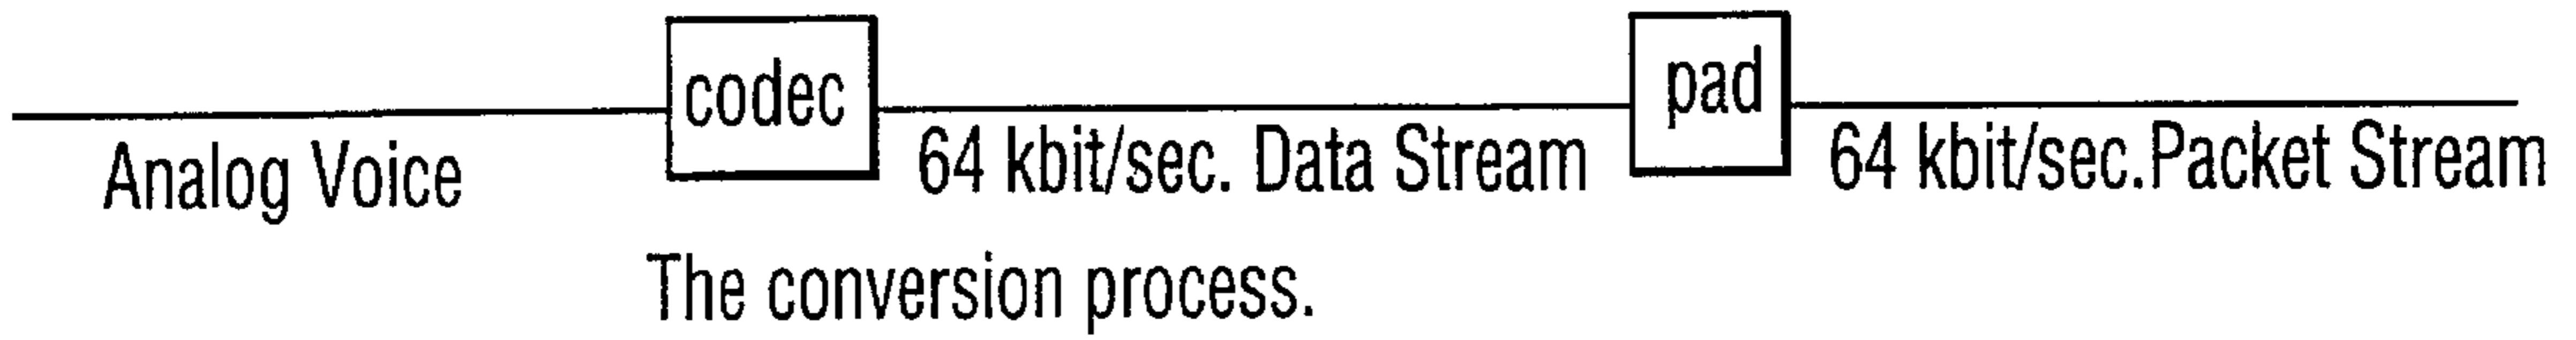 codec
pad
Analog Voice
64 kbit/sec. Data Stream
64 kbit/sec.Packet Stream
The conversion process.